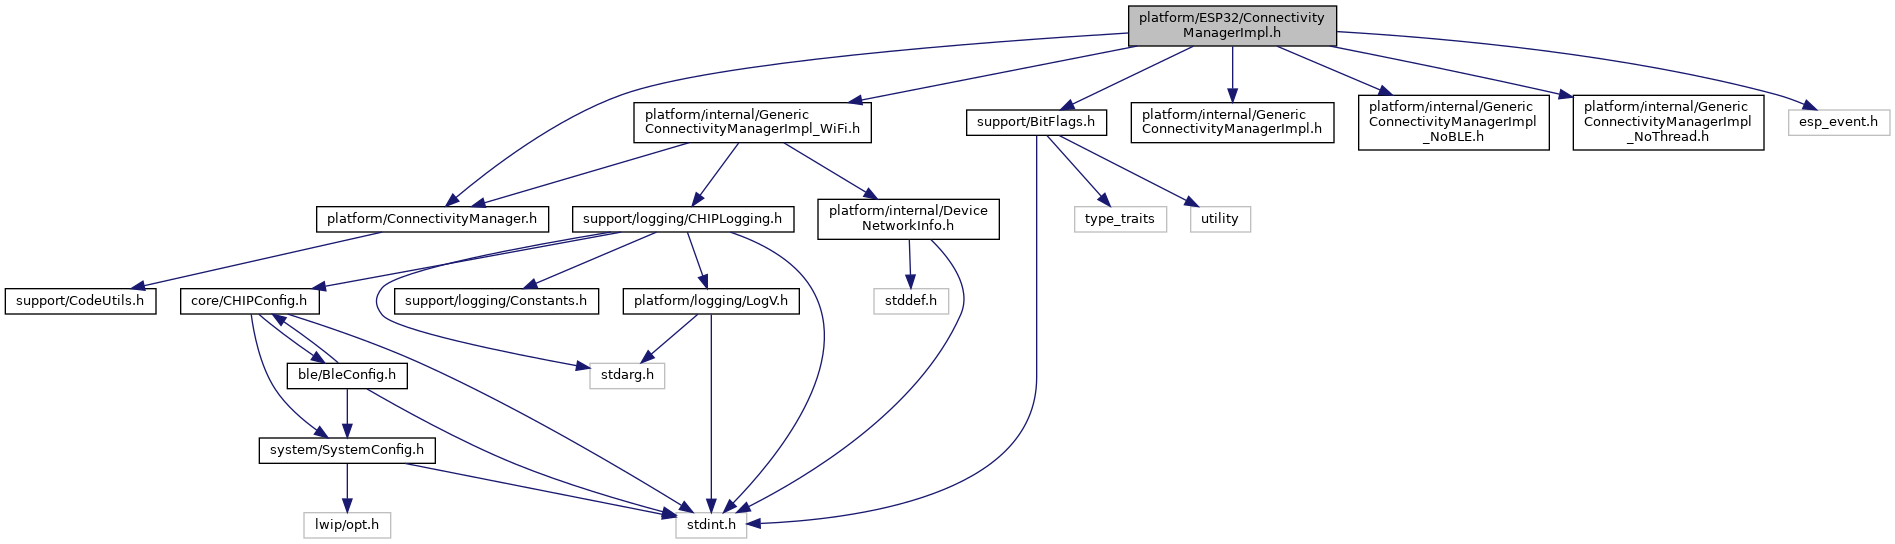 platform/ESP32/Connectivity
ManagerImpl.h
platform/internal/Generic
ConnectivityManagerImpl_WiFi.h
support/BitFlags.h
platform/internal/Generic
ConnectivityManagerImpl.h
platform/internal/Generic
ConnectivityManagerImpl
_NoBLE.h
platform/internal/Generic
ConnectivityManagerImpl
_NoThread.h
esp_event.h
platform/ConnectivityManager.h
support/logging/CHIPLogging.h
platform/internal/Device
NetworkInfo.h
type_traits
utility
support/CodeUtils.h
core/CHIPConfig.h
support/logging/Constants.h
platform/logging/LogV.h
stddef.h
ble/BleConfig.h
stdarg.h
system/SystemConfig.h
lwip/opt.h
stdint.h